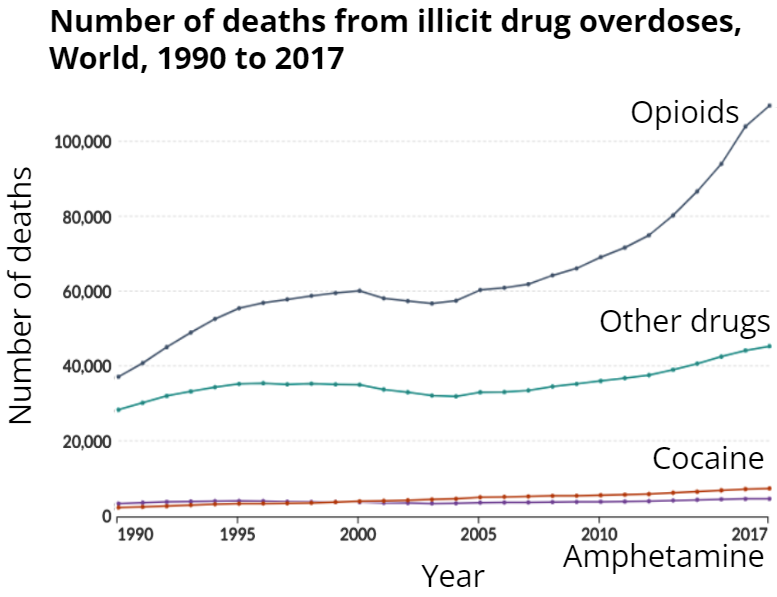 Number of deaths from illicit drug overdoses,
World, 1990 to 2017
Number of deaths
100,000
80,000
60,000
40,000
20,000
0
Opioids
Other drugs
Cocaine
Amphetamine
1990 1995 2000 2005 2010 2017
Year